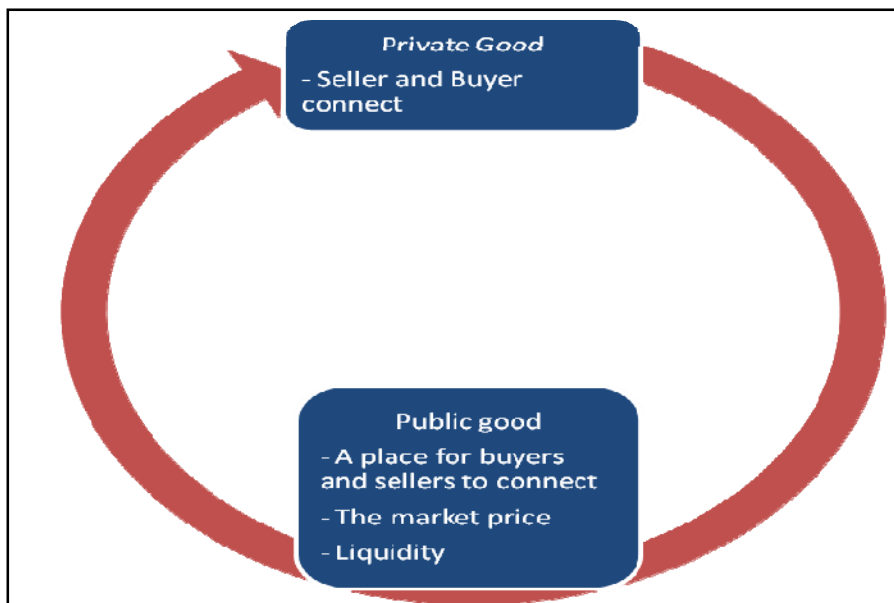 Private Good
- Seller and Buyer
connect
Public good
- A place for buyers
and sellers to connect
- The market price
- Liquidity